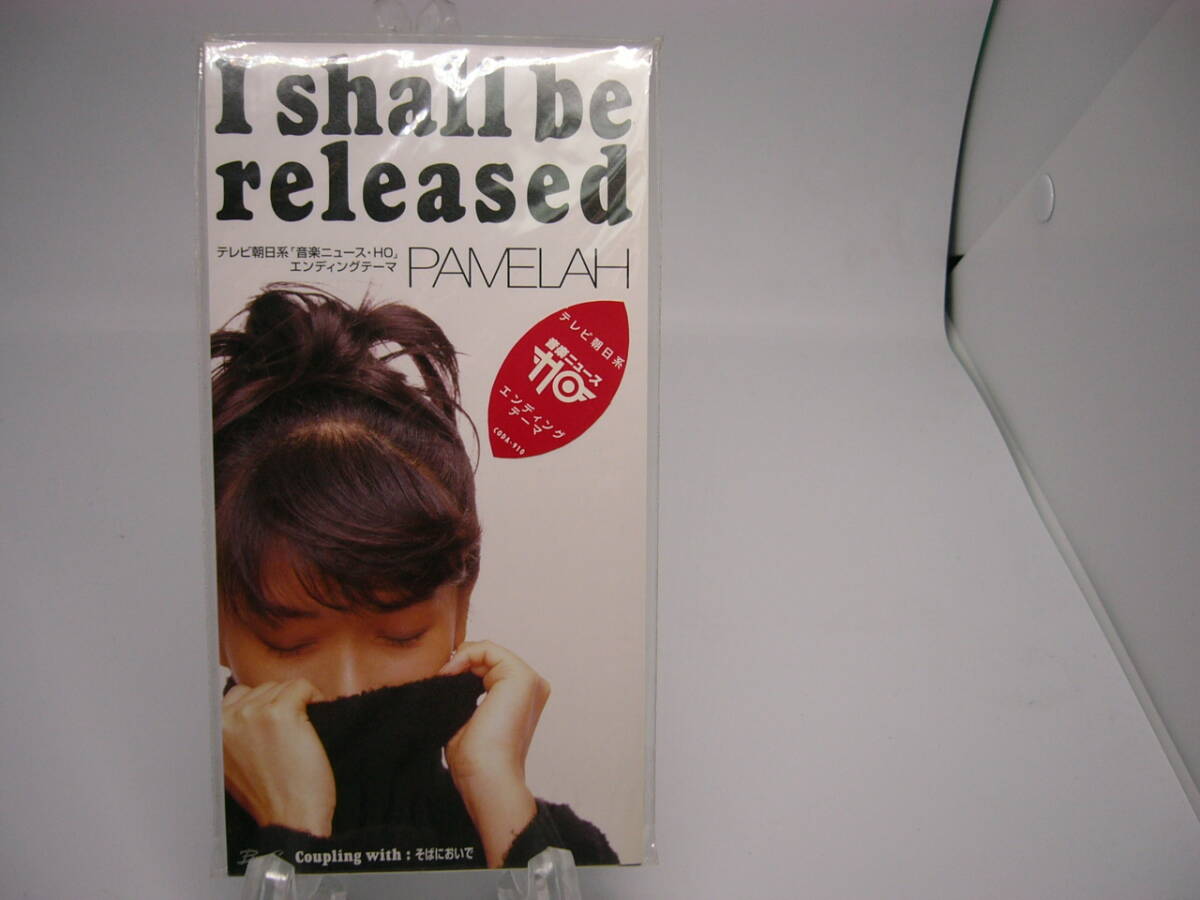 I shall be
released
テレビ朝日系「音楽ニュース・HO」
エンディングテーマ
PAMELAH
テレビ朝日系
音楽ニュース
HO
エンディング
テーマ
CODA-910
Coupling with : そばにおいで